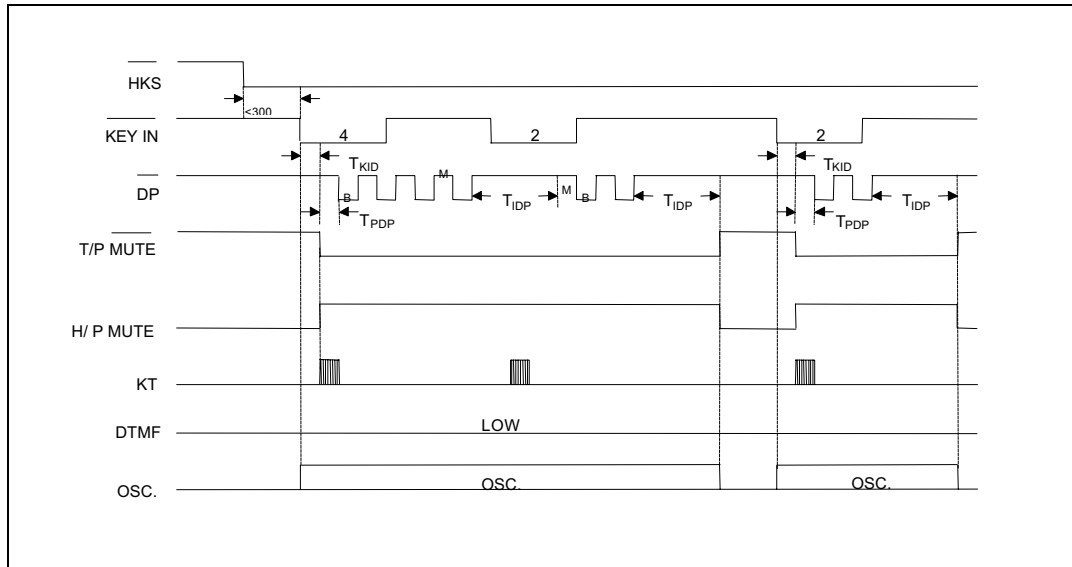 HKS
<300
KEY IN 4 2 2
TKID TKID
DP M
B M B
TIDP TIDP TIDP
TPDP TPDP
T/P MUTE
H/ P MUTE
KT
DTMF LOW
OSC. OSC. OSC.